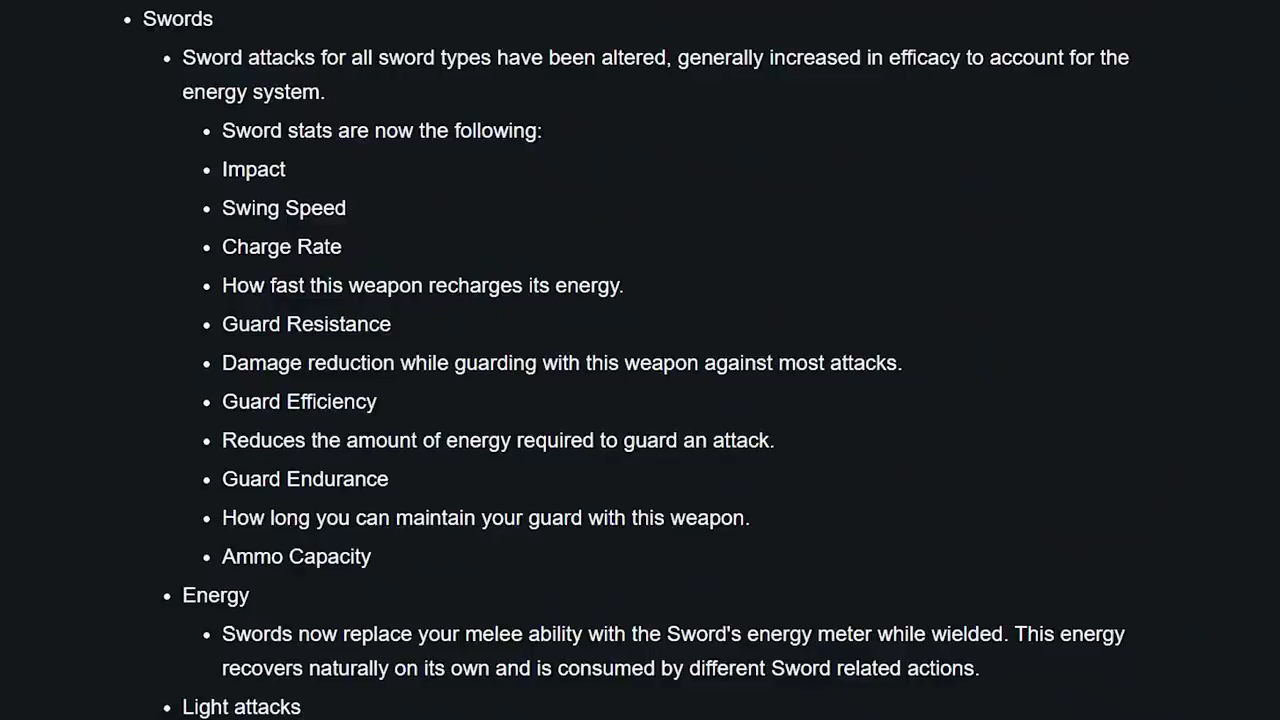 Swords
Sword attacks for all sword types have been altered, generally increased in efficacy to account for the
energy system.
Sword stats are now the following:
Impact
Swing Speed
Charge Rate
How fast this weapon recharges its energy.
Guard Resistance
Damage reduction while guarding with this weapon against most attacks.
Guard Efficiency
Reduces the amount of energy required to guard an attack.
Guard Endurance
How long you can maintain your guard with this weapon.
Ammo Capacity
Energy
Swords now replace your melee ability with the Sword's energy meter while wielded. This energy
recovers naturally on its own and is consumed by different Sword related actions.
Light attacks